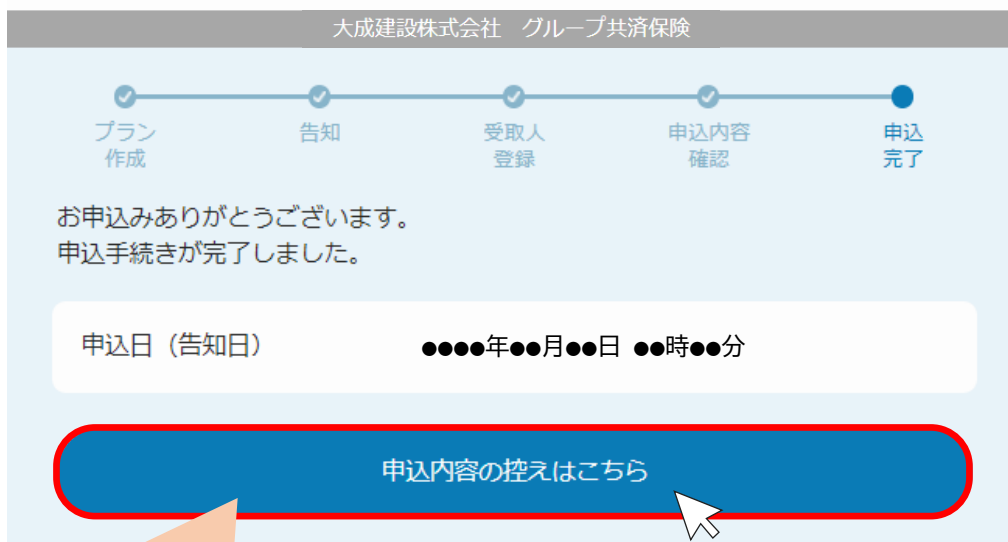 大成建設株式会社　グループ共済保険
プラン
作成
告知
受取人
登録
申込内容
確認
申込
完了
お申込みありがとうございます。
申込手続きが完了しました。
申込日（告知日）
●●●●年●●月●●日 ●●時●●分
申込内容の控えはこちら